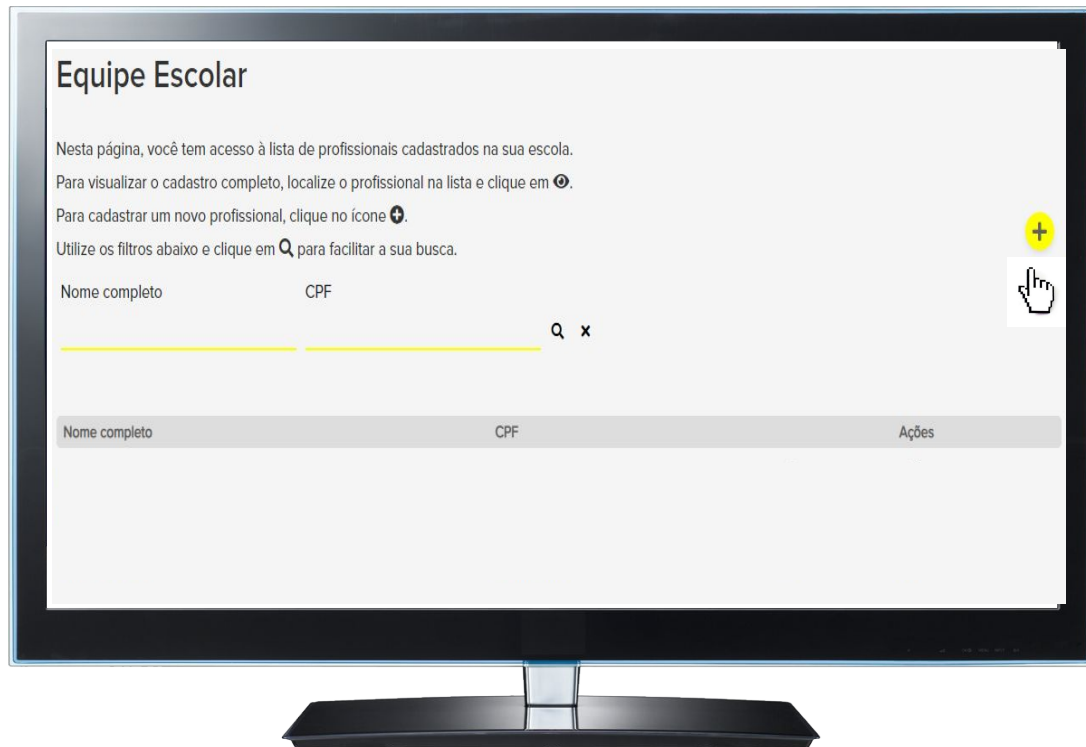 Equipe Escolar
Nesta página, você tem acesso à lista de profissionais cadastrados na sua escola.
Para visualizar o cadastro completo, localize o profissional na lista e clique em .
Para cadastrar um novo profissional, clique no ícone .
Utilize os filtros abaixo e clique em para facilitar a sua busca.
Nome completo CPF
Nome completo CPF Ações